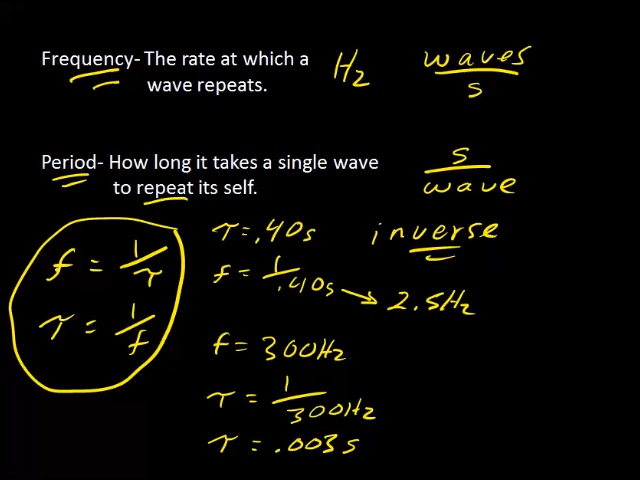 Frequency- The rate at which a Hz waves/s
wave repeats.
Period- How long it takes a single wave s/wave
to repeat its self.
f = 1/τ
τ = 1/f
τ = .40s inverse
f = 1/.40s → 2.5Hz
f = 300Hz
τ = 1/300Hz
τ = .003s